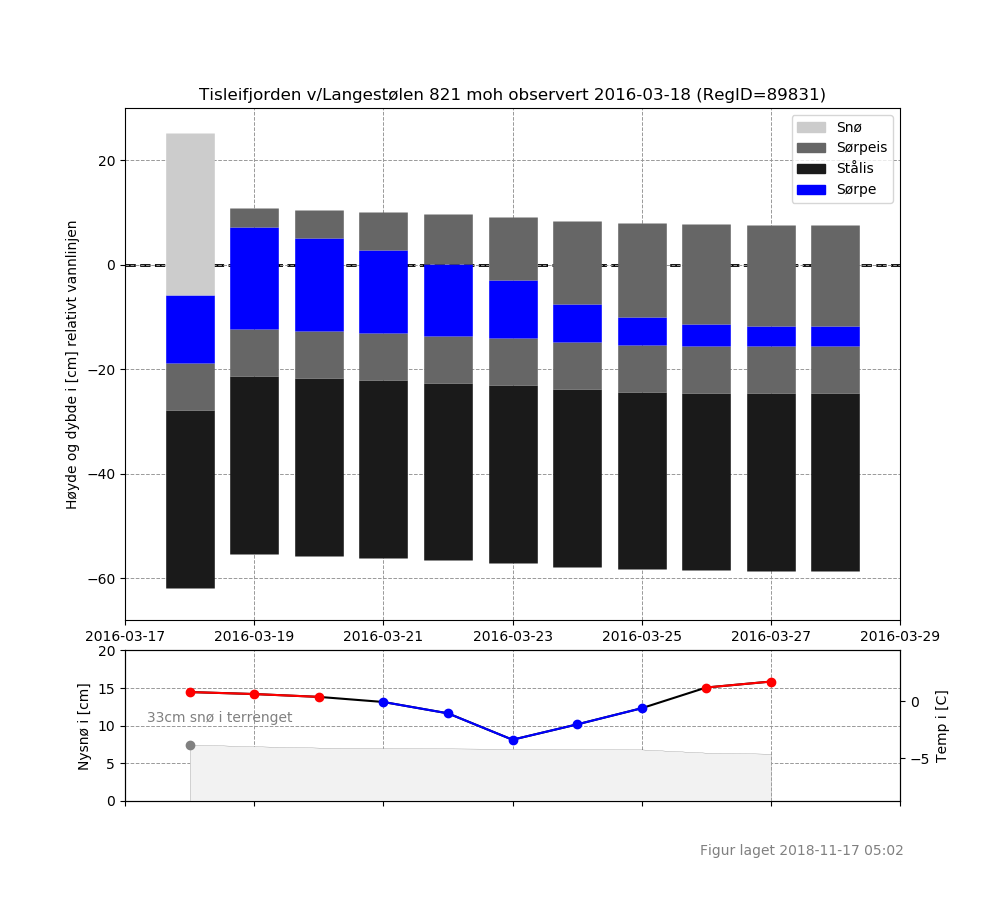 Tisleifjorden v/Langestølen 821 moh observert 2016-03-18 (RegID=89831)
Snø
Sørpeis
Stålis
Sørpe
Høyde og dybde i [cm] relativt vannlinjen
20
0
−20
−40
−60
2016-03-17 2016-03-19 2016-03-21 2016-03-23 2016-03-25 2016-03-27 2016-03-29
Nysnø i [cm]
20
15
10
5
0
33cm snø i terrenget
0
−5
Temp i [C]
Figur laget 2018-11-17 05:02